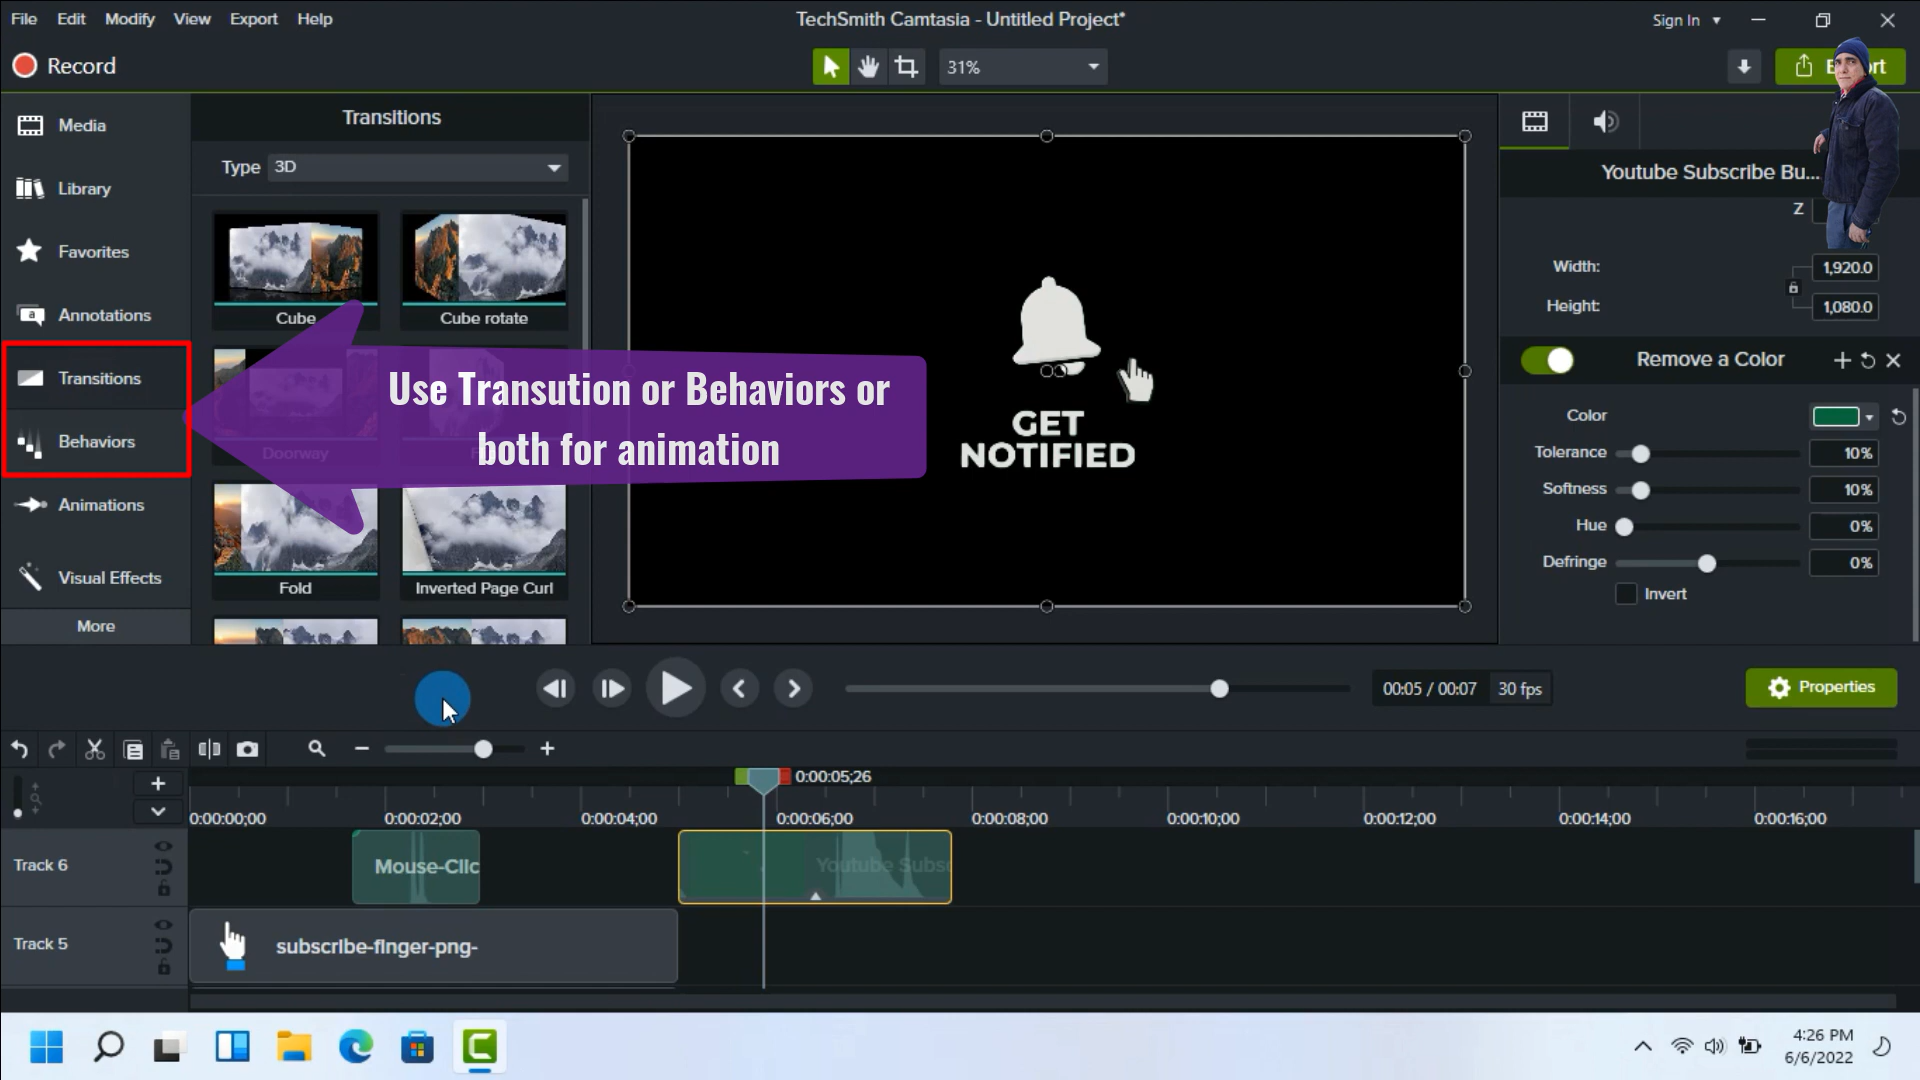 File Edit Modify View Export Help
TechSmith Camtasia - Untitled Project*
Sign In
Record
31%
Media
Library
Favorites
Annotations
Transitions
Behaviors
Animations
Visual Effects
More
Transitions
Type 3D
Cube
Cube rotate
Doorway
Fold
Inverted Page Curl
Use Transution or Behaviors or
both for animation
GET
NOTIFIED
Youtube Subscribe Bu...
Z
Width: 1,920.0
Height: 1,080.0
Remove a Color
Color
Tolerance 10%
Softness 10%
Hue 0%
Defringe 0%
Invert
00:05 / 00:07 30 fps
Properties
0:00:05;26
0:00:00;00 0:00:02;00 0:00:04;00 0:00:06;00 0:00:08;00 0:00:10;00 0:00:12;00 0:00:14;00 0:00:16;00
Track 6
Mouse-Clic
Youtube Subsc
Track 5
subscribe-finger-png-
4:26 PM
6/6/2022